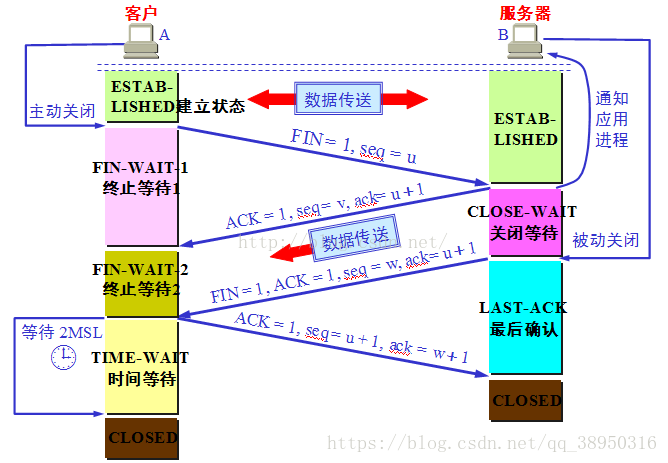 客户
服务器
A
B
ESTAB-
LISHED建立状态
数据传送
ESTAB-
LISHED
主动关闭
通知
应用
进程
FIN= 1, seq = u
FIN-WAIT-1
终止等待1
ACK = 1, seq= v, ack= u+1
CLOSE-WAIT
关闭等待
http://
.net/
数据传送
被动关闭
FIN-WAIT-2
终止等待2
FIN= 1, ACK = 1, seq = w, ack= u+1
等待 2MSL
ACK = 1, seq= u+1, ack = w+1
LAST-ACK
最后确认
TIME-WAIT
时间等待
CLOSED
CLOSED
https://blog.csdn.net/qq_38950316